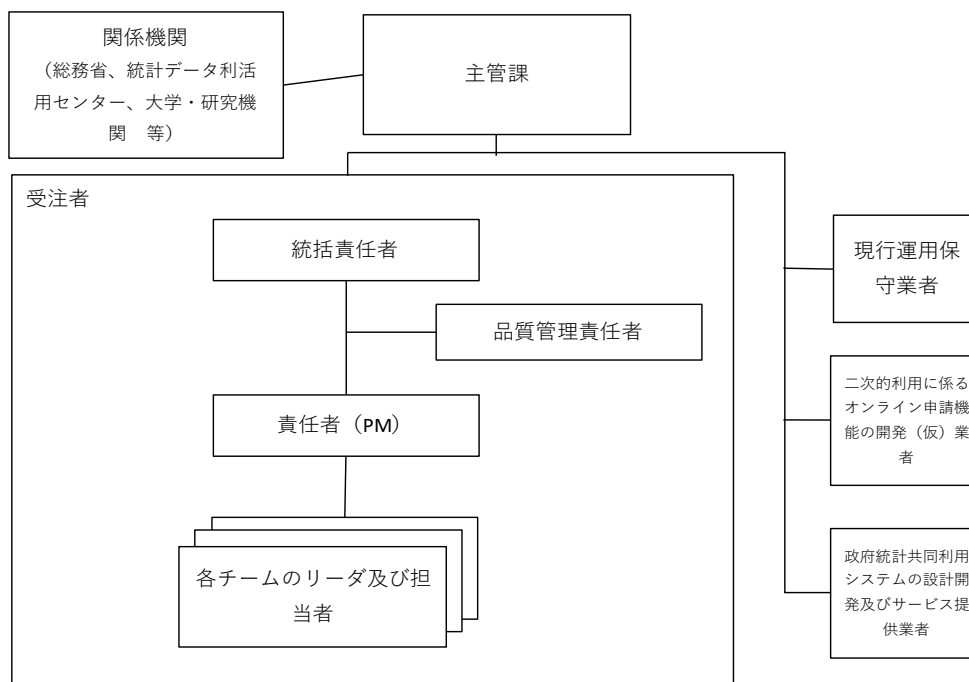 関係機関
（総務省、統計データ利活
用センター、大学・研究機
関　等）
主管課
受注者
統括責任者
品質管理責任者
責任者（PM）
各チームのリーダ及び担
当者
現行運用保
守業者
二次的利用に係る
オンライン申請機
能の開発（仮）業
者
政府統計共同利用
システムの設計開
発及びサービス提
供業者